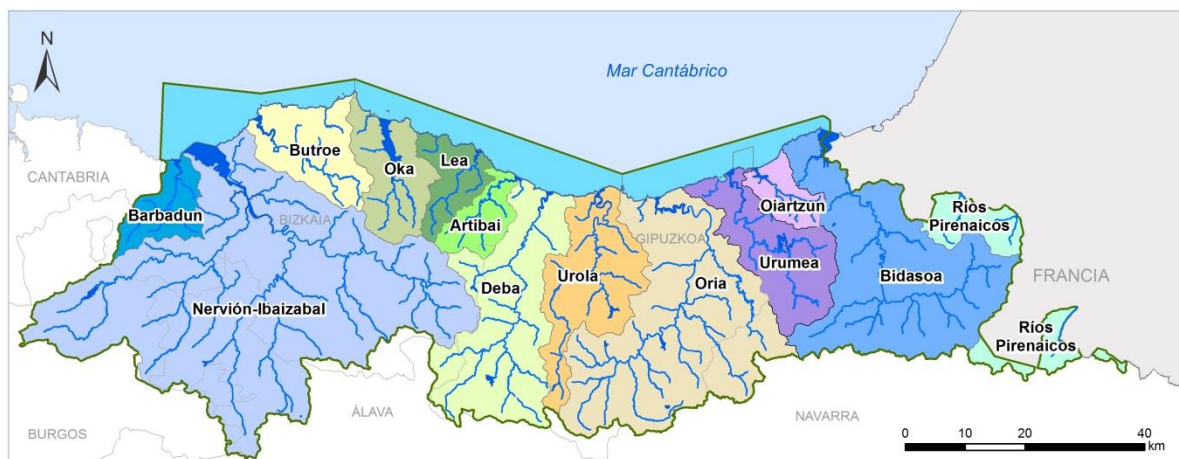 N
Mar Cantábrico
CANTABRIA
Butroe
Oka
Lea
Barbadun
BIZKAIA
Artibai
Nervión-Ibaizabal
Deba
Urola
GIPUZKOA
Oria
Oiartzun
Urumea
Bidasoa
Ríos
Pirenaicos
FRANCIA
Ríos
Pirenaicos
BURGOS
ÁLAVA
NAVARRA
0 10 20 40
km